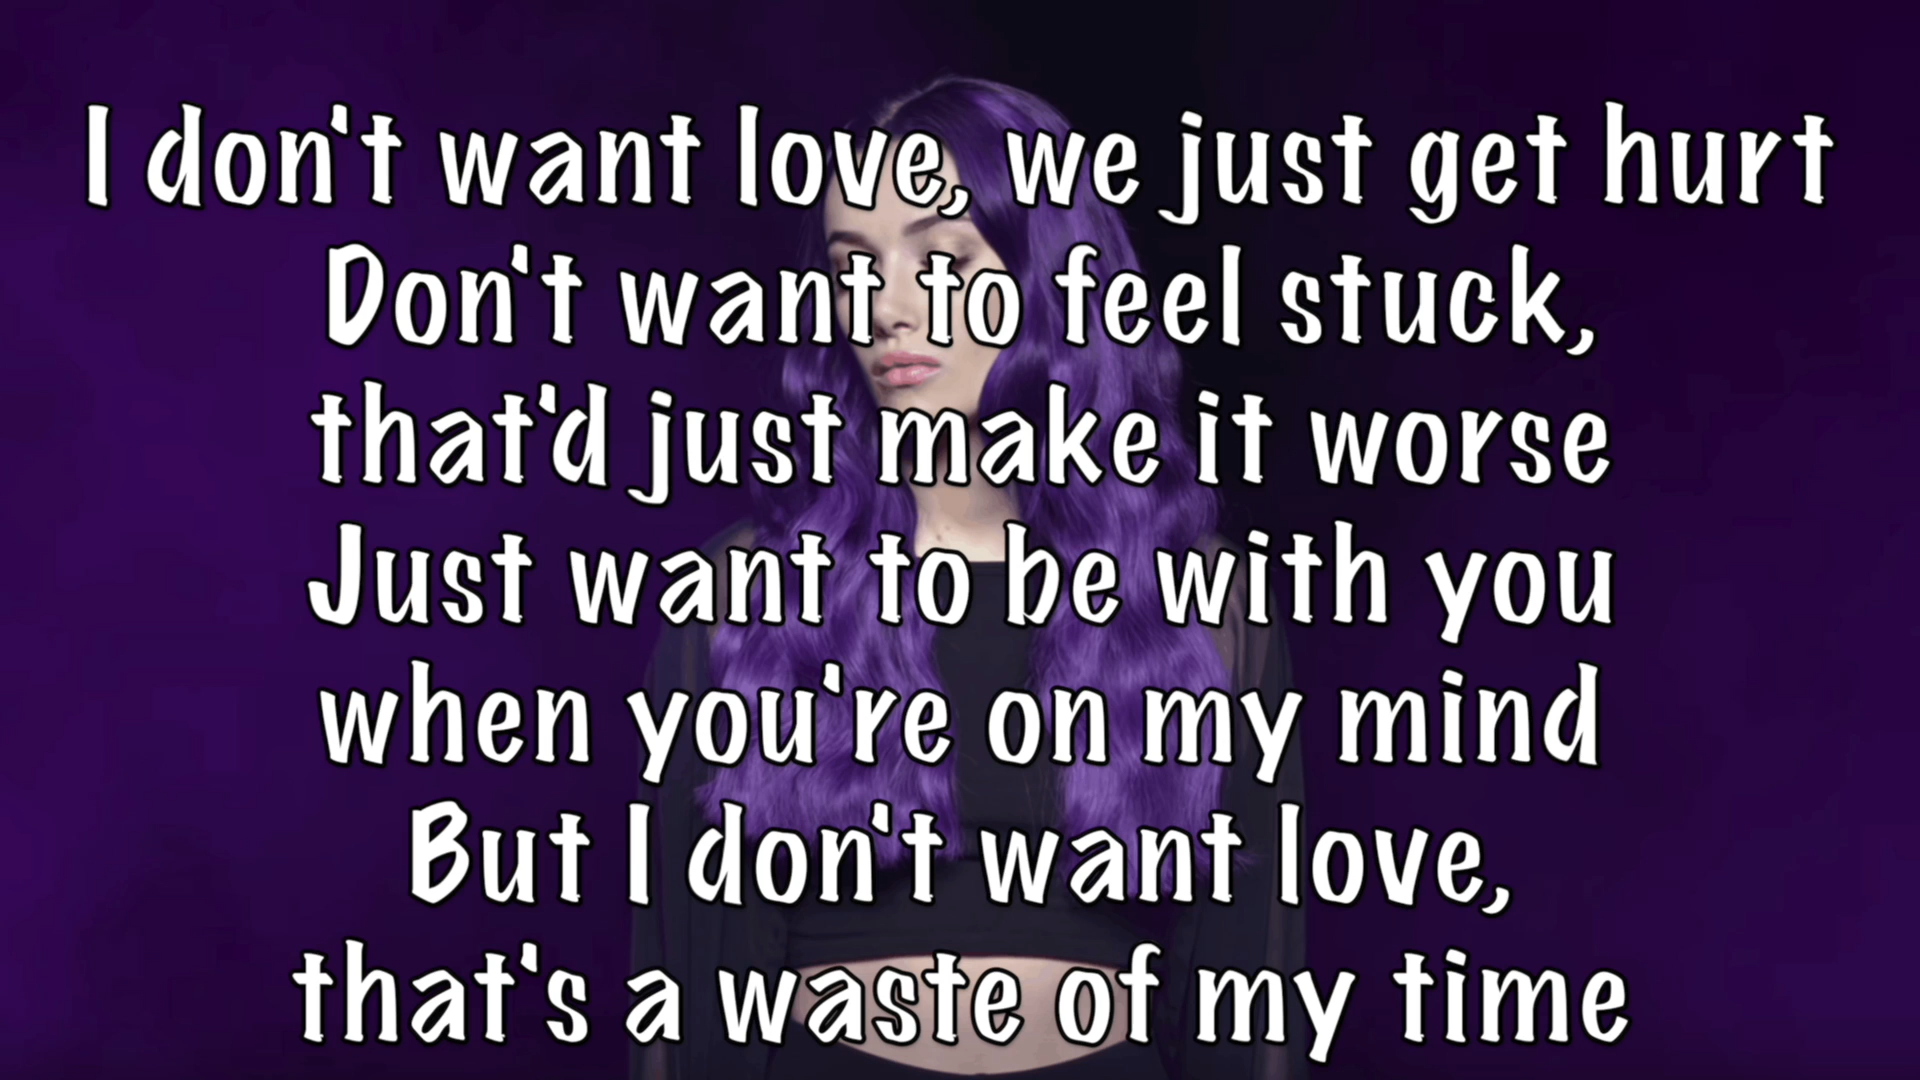 I don't want love, we just get hurt
Don't want to feel stuck,
that'd just make it worse
Just want to be with you
when you're on my mind
But I don't want love,
that's a waste of my time